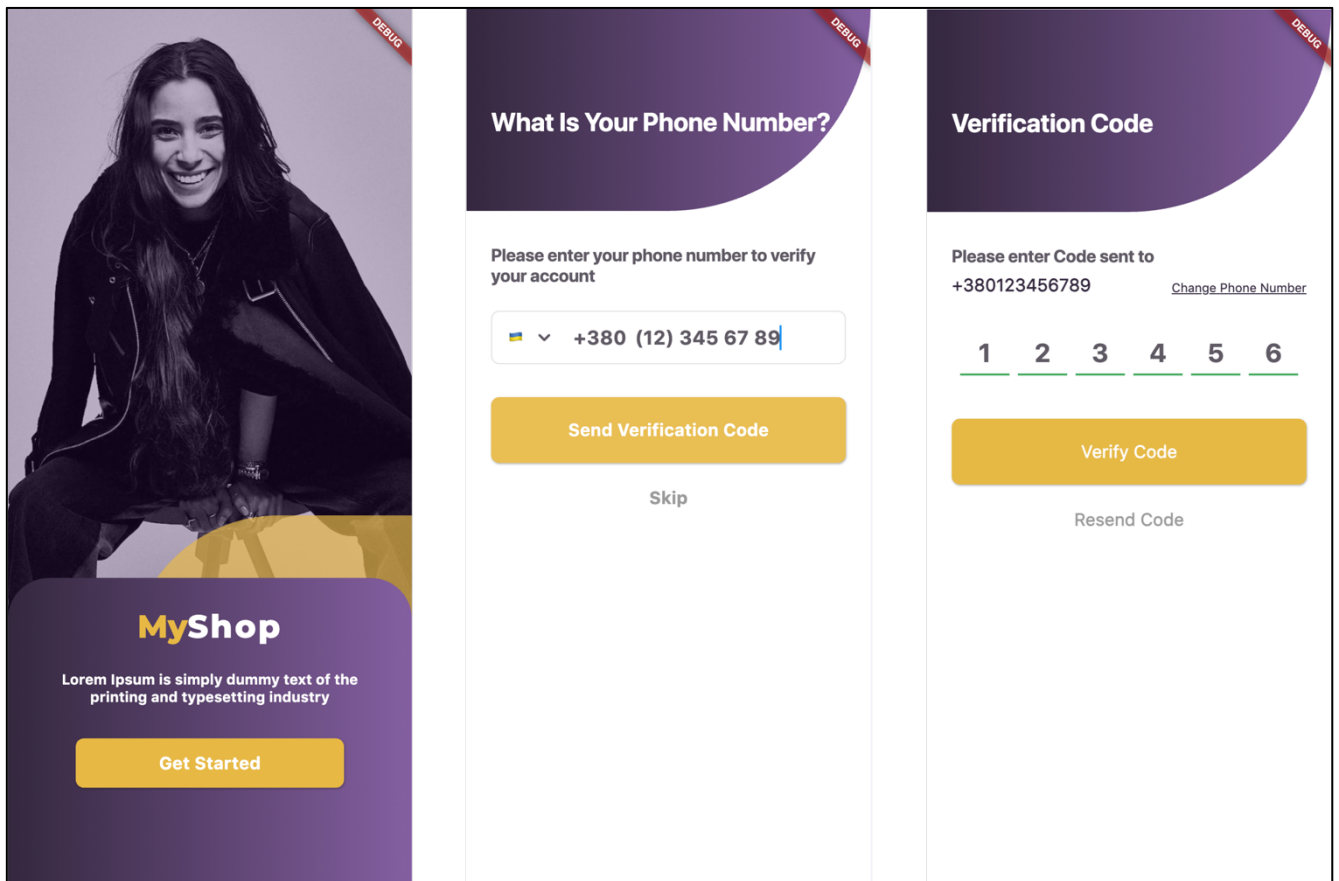 DEBUG
MyShop
Lorem Ipsum is simply dummy text of the
printing and typesetting industry
Get Started
DEBUG
What Is Your Phone Number?
Please enter your phone number to verify
your account
+380 (12) 345 67 89
Send Verification Code
Skip
DEBUG
Verification Code
Please enter Code sent to
+380123456789 Change Phone Number
1 2 3 4 5 6
Verify Code
Resend Code